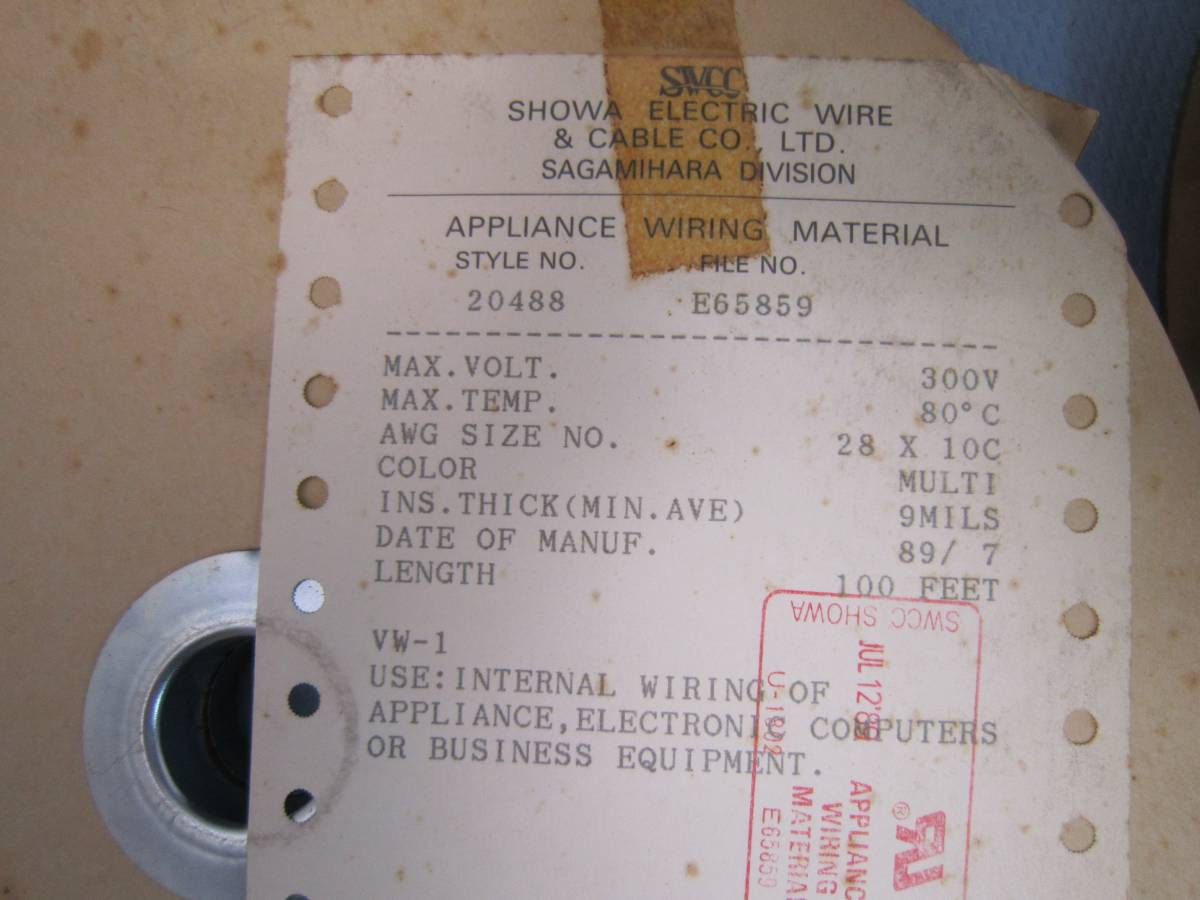 SWCC
SHOWA ELECTRIC WIRE
& CABLE CO., LTD.
SAGAMIHARA DIVISION
APPLIANCE WIRING MATERIAL
STYLE NO. FILE NO.
20488 E65859
MAX.VOLT. 300V
MAX.TEMP. 80°C
AWG SIZE NO. 28 X 10C
COLOR MULTI
INS.THICK(MIN.AVE) 9MILS
DATE OF MANUF. 89/ 7
LENGTH 100 FEET
VW-1
USE:INTERNAL WIRING OF
APPLIANCE,ELECTRONIC COMPUTERS
OR BUSINESS EQUIPMENT.
SWCC SHOWA
JUL 12
APPLIANC
WIRING
MATERIAL
E65859